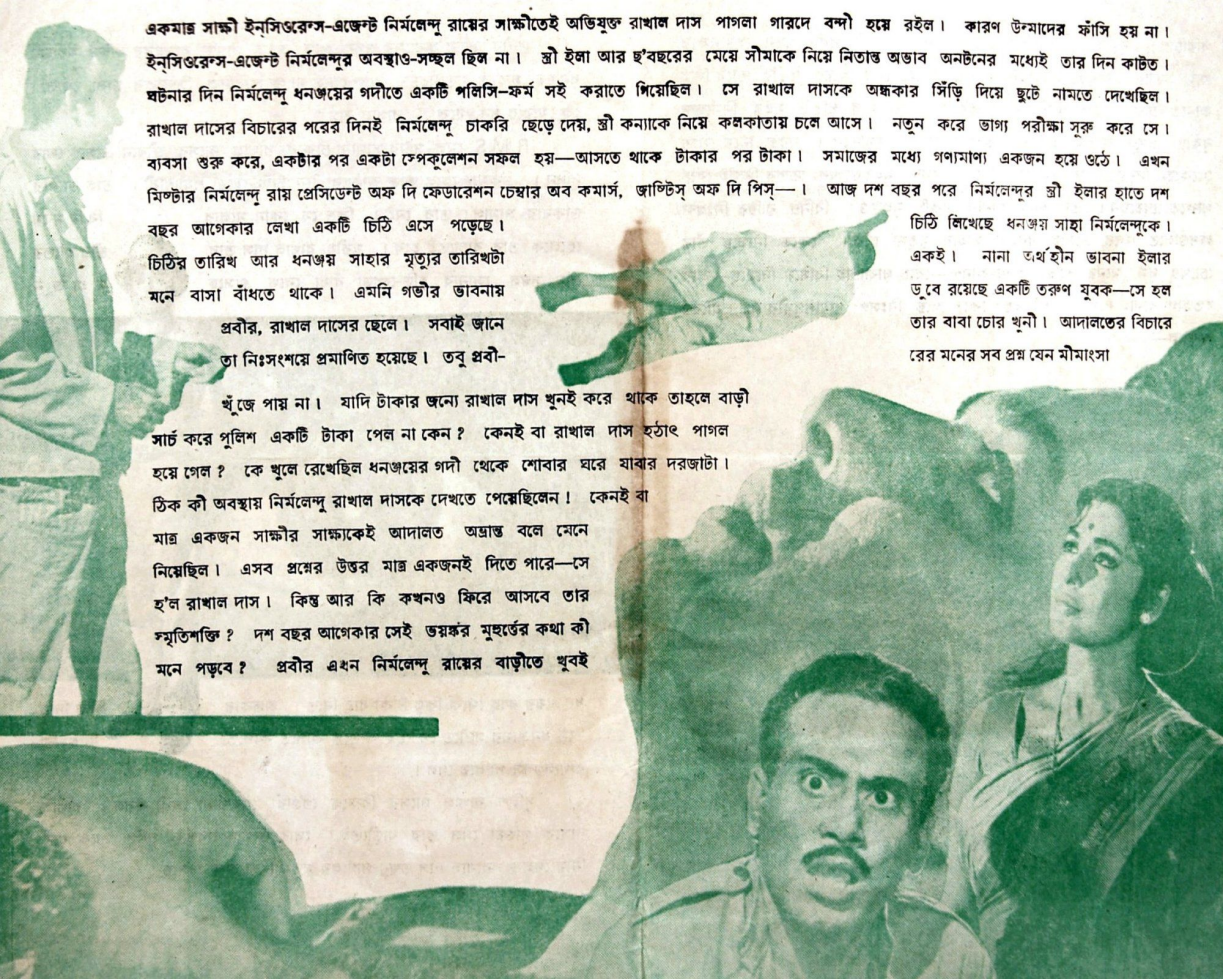 একমাত্র সাক্ষী ইন্‌সিওরেন্স-এজেন্ট নির্মলেন্দু রায়ের সাক্ষীতেই অভিযুক্ত রাখাল দাস পাগলা গারদে বন্দী হয়ে রইল। কারণ উন্মাদের ফাঁসি হয় না।
ইন্‌সিওরেন্স-এজেন্ট নির্মলেন্দুর অবস্থাও-সচ্ছল ছিল না। স্ত্রী ইলা আর ছ'বছরের মেয়ে সীমাকে নিয়ে নিতান্ত অভাব অনটনের মধ্যেই তার দিন কাটত।
ঘটনার দিন নির্মলেন্দু ধনঞ্জয়ের গদীতে একটি পলিসি-ফর্ম সই করাতে গিয়েছিল। সে রাখাল দাসকে অন্ধকার সিঁড়ি দিয়ে ছুটে নামতে দেখেছিল।
রাখাল দাসের বিচারের পরের দিনই নির্মলেন্দু চাকরি ছেড়ে দেয়, স্ত্রী কন্যাকে নিয়ে কলকাতায় চলে আসে। নতুন করে ভাগ্য পরীক্ষা সুরু করে সে।
ব্যবসা শুরু করে, একটার পর একটা স্পেকুলেশন সফল হয়—আসতে থাকে টাকার পর টাকা। সমাজের মধ্যে গণ্যমাণ্য একজন হয়ে ওঠে। এখন
মিস্টার নির্মলেন্দু রায় প্রেসিডেন্ট অফ দি ফেডারেশন চেম্বার অব কমার্স, জাস্টিস্ অফ দি পিস্—। আজ দশ বছর পরে নির্মলেন্দুর স্ত্রী ইলার হাতে দশ
বছর আগেকার লেখা একটি চিঠি এসে পড়েছে। চিঠি লিখেছে ধনঞ্জয় সাহা নির্মলেন্দুকে।
চিঠির তারিখ আর ধনঞ্জয় সাহার মৃত্যুর তারিখটা একই। নানা অর্থহীন ভাবনা ইলার
মনে বাসা বাঁধতে থাকে। এমনি গভীর ভাবনায় ডুবে রয়েছে একটি তরুণ যুবক—সে হল
প্রবীর, রাখাল দাসের ছেলে। সবাই জানে তার বাবা চোর খুনী। আদালতের বিচারে
তা নিঃসংশয়ে প্রমাণিত হয়েছে। তবু প্রবী- রের মনের সব প্রশ্ন যেন মীমাংসা
খুঁজে পায় না। যাদি টাকার জন্যে রাখাল দাস খুনই করে থাকে তাহলে বাড়ী
সার্চ করে পুলিশ একটি টাকা পেল না কেন? কেনই বা রাখাল দাস হঠাৎ পাগল
হয়ে গেল? কে খুলে রেখেছিল ধনঞ্জয়ের গদী থেকে শোবার ঘরে যাবার দরজাটা।
ঠিক কী অবস্থায় নির্মলেন্দু রাখাল দাসকে দেখতে পেয়েছিলেন! কেনই বা
মাত্র একজন সাক্ষীর সাক্ষ্যকেই আদালত অভ্রান্ত বলে মেনে
নিয়েছিল। এসব প্রশ্নের উত্তর মাত্র একজনই দিতে পারে—সে
হ'ল রাখাল দাস। কিন্তু আর কি কখনও ফিরে আসবে তার
স্মৃতিশক্তি? দশ বছর আগেকার সেই ভয়ঙ্কর মুহূর্তের কথা কী
মনে পড়বে? প্রবীর এখন নির্মলেন্দু রায়ের বাড়ীতে খুবই